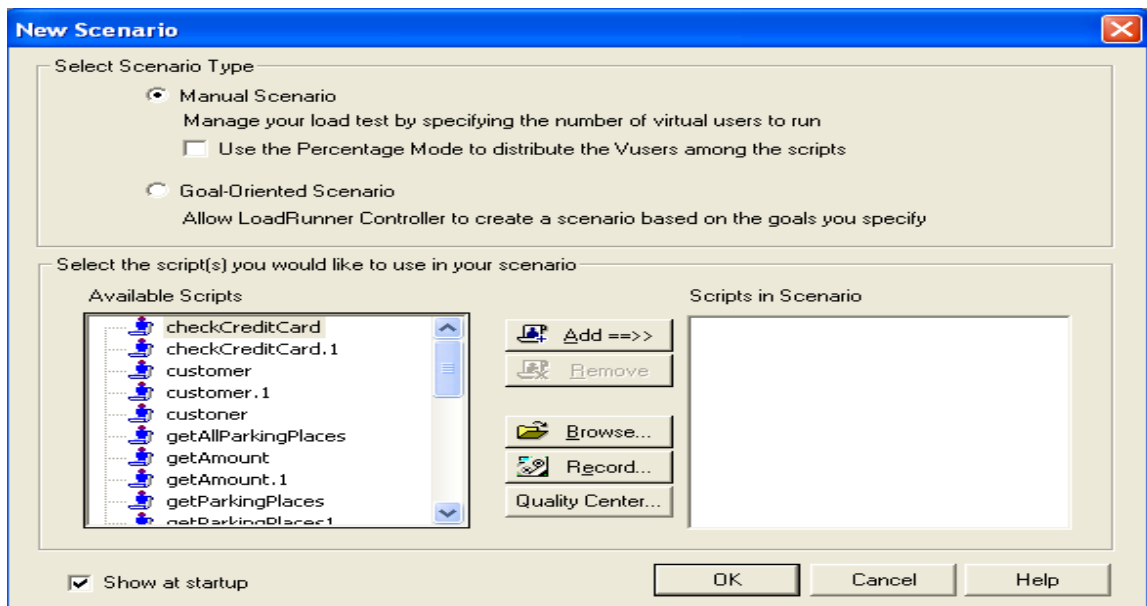 New Scenario
Select Scenario Type
Manual Scenario
Manage your load test by specifying the number of virtual users to run
Use the Percentage Mode to distribute the Vusers among the scripts
Goal-Oriented Scenario
Allow LoadRunner Controller to create a scenario based on the goals you specify
Select the script(s) you would like to use in your scenario
Available Scripts
checkCreditCard
checkCreditCard.1
customer
customer.1
custoner
getAllParkingPlaces
getAmount
getAmount.1
getParkingPlaces
getParkingPlaces1
Add ==>>
Remove
Browse...
Record...
Quality Center...
Scripts in Scenario
Show at startup
OK
Cancel
Help